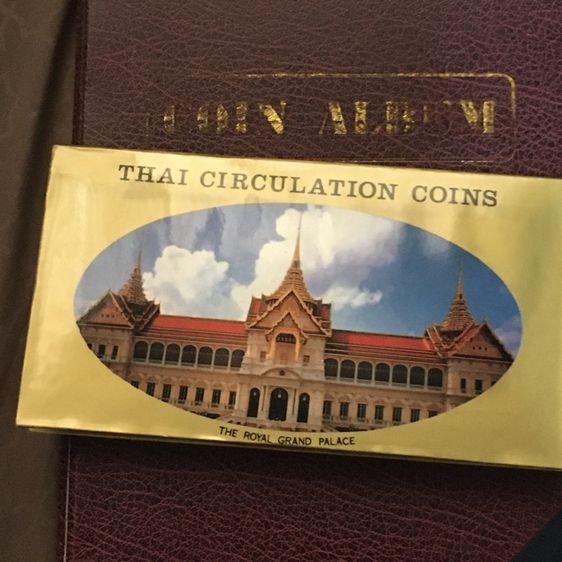 COIN ALBUM
THAI CIRCULATION COINS
THE ROYAL GRAND PALACE